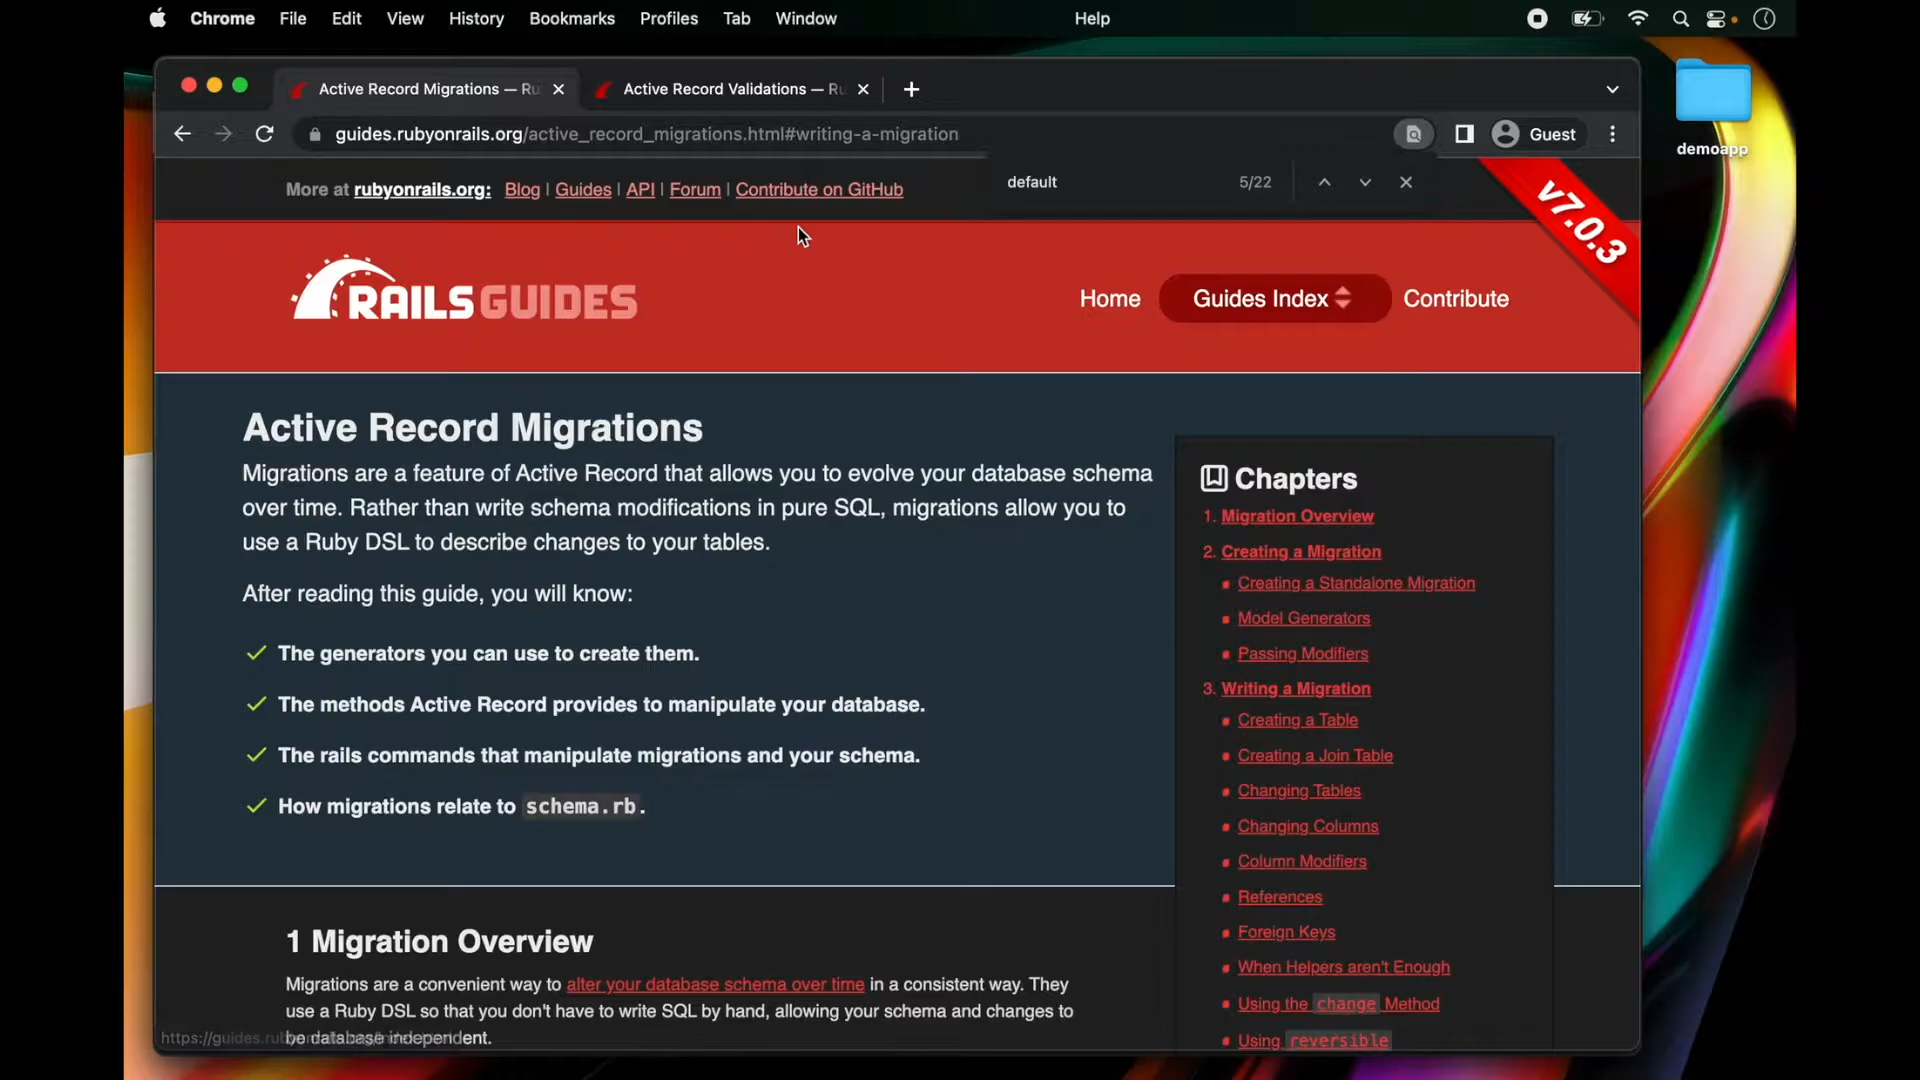 Chrome File Edit View History Bookmarks Profiles Tab Window Help
Active Record Migrations — Ru
Active Record Validations — Ru
guides.rubyonrails.org/active_record_migrations.html#writing-a-migration
Guest
demoapp
More at rubyonrails.org: Blog | Guides | API | Forum | Contribute on GitHub
default 5/22
v7.0.3
RAILS GUIDES
Home Guides Index Contribute
Active Record Migrations
Migrations are a feature of Active Record that allows you to evolve your database schema
over time. Rather than write schema modifications in pure SQL, migrations allow you to
use a Ruby DSL to describe changes to your tables.
After reading this guide, you will know:
The generators you can use to create them.
The methods Active Record provides to manipulate your database.
The rails commands that manipulate migrations and your schema.
How migrations relate to schema.rb.
Chapters
1. Migration Overview
2. Creating a Migration
Creating a Standalone Migration
Model Generators
Passing Modifiers
3. Writing a Migration
Creating a Table
Creating a Join Table
Changing Tables
Changing Columns
Column Modifiers
References
Foreign Keys
When Helpers aren't Enough
Using the change Method
Using reversible
1 Migration Overview
Migrations are a convenient way to alter your database schema over time in a consistent way. They
use a Ruby DSL so that you don't have to write SQL by hand, allowing your schema and changes to
be database independent.
https://guides.ru